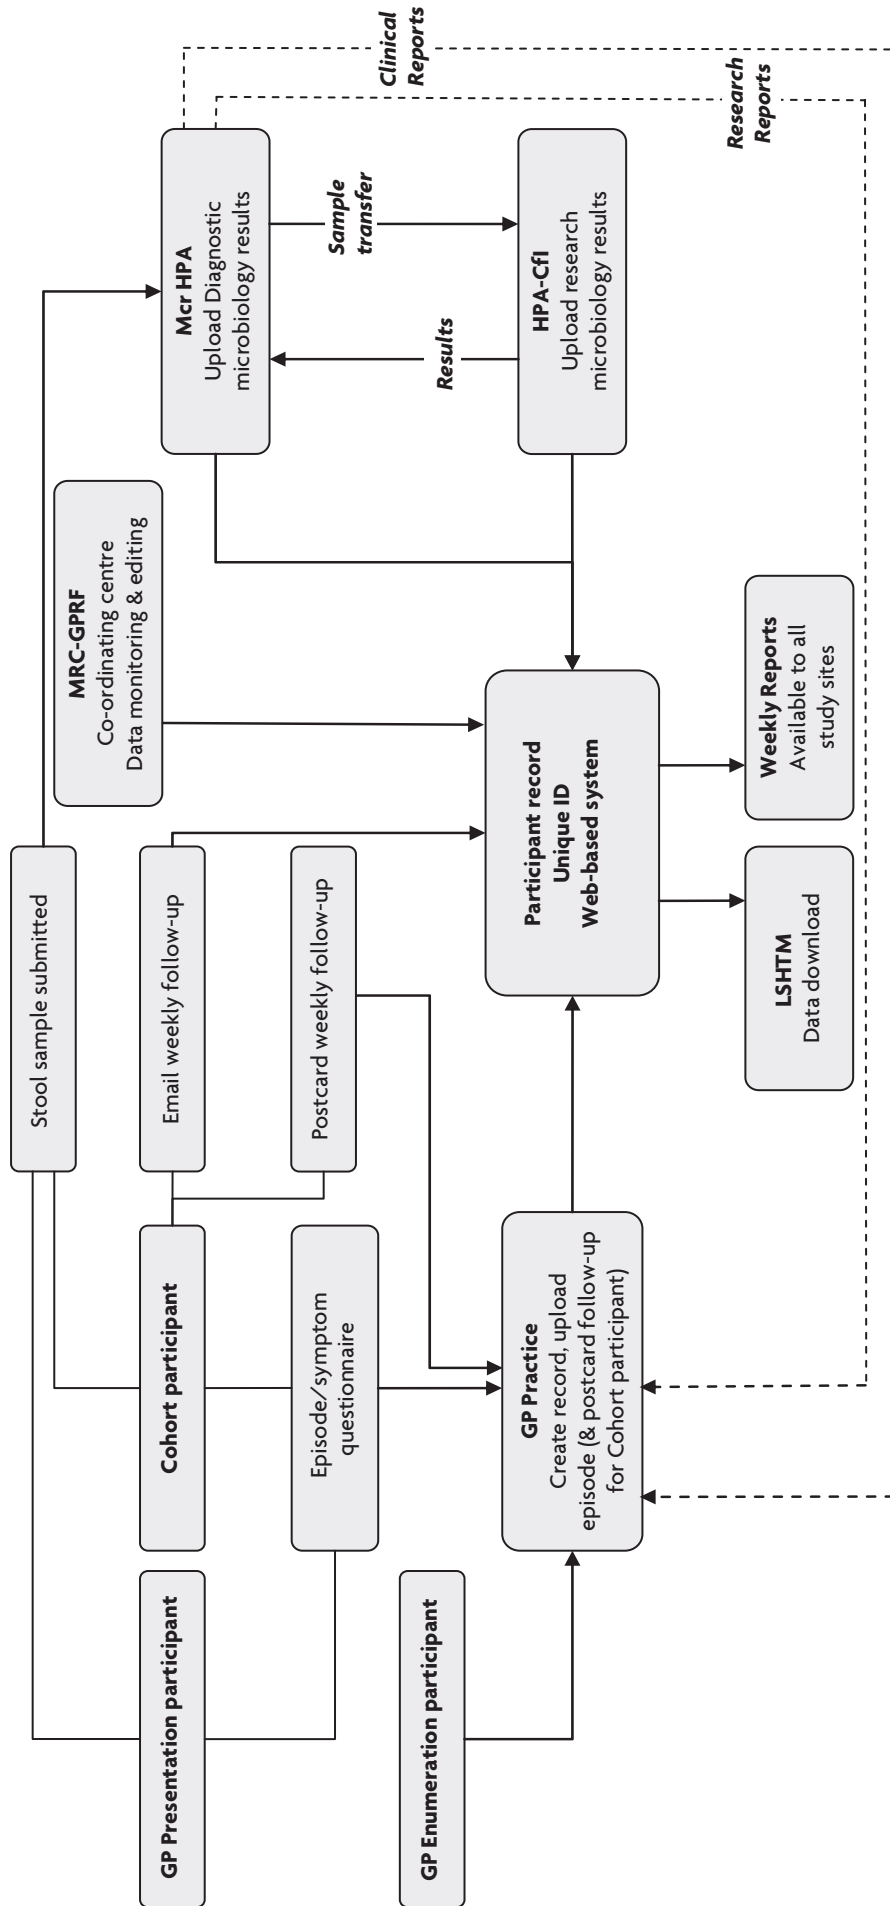 Stool sample submitted
GP Presentation participant
Cohort participant
Email weekly follow-up
Postcard weekly follow-up
Episode/symptom
questionnaire
GP Enumeration participant
GP Practice
Create record, upload
episode (& postcard follow-up
for Cohort participant)
MRC-GPRF
Co-ordinating centre
Data monitoring & editing
Participant record
Unique ID
Web-based system
LSHTM
Data download
Weekly Reports
Available to all
study sites
Mcr HPA
Upload Diagnostic
microbiology results
Results
Sample
transfer
HPA-CfI
Upload research
microbiology results
Clinical
Reports
Research
Reports